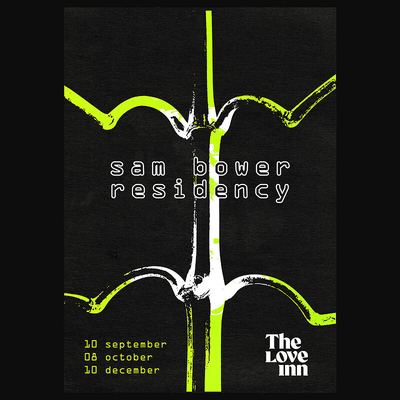 sam bower
residency
10 september
08 october
10 december
The
Love
Inn